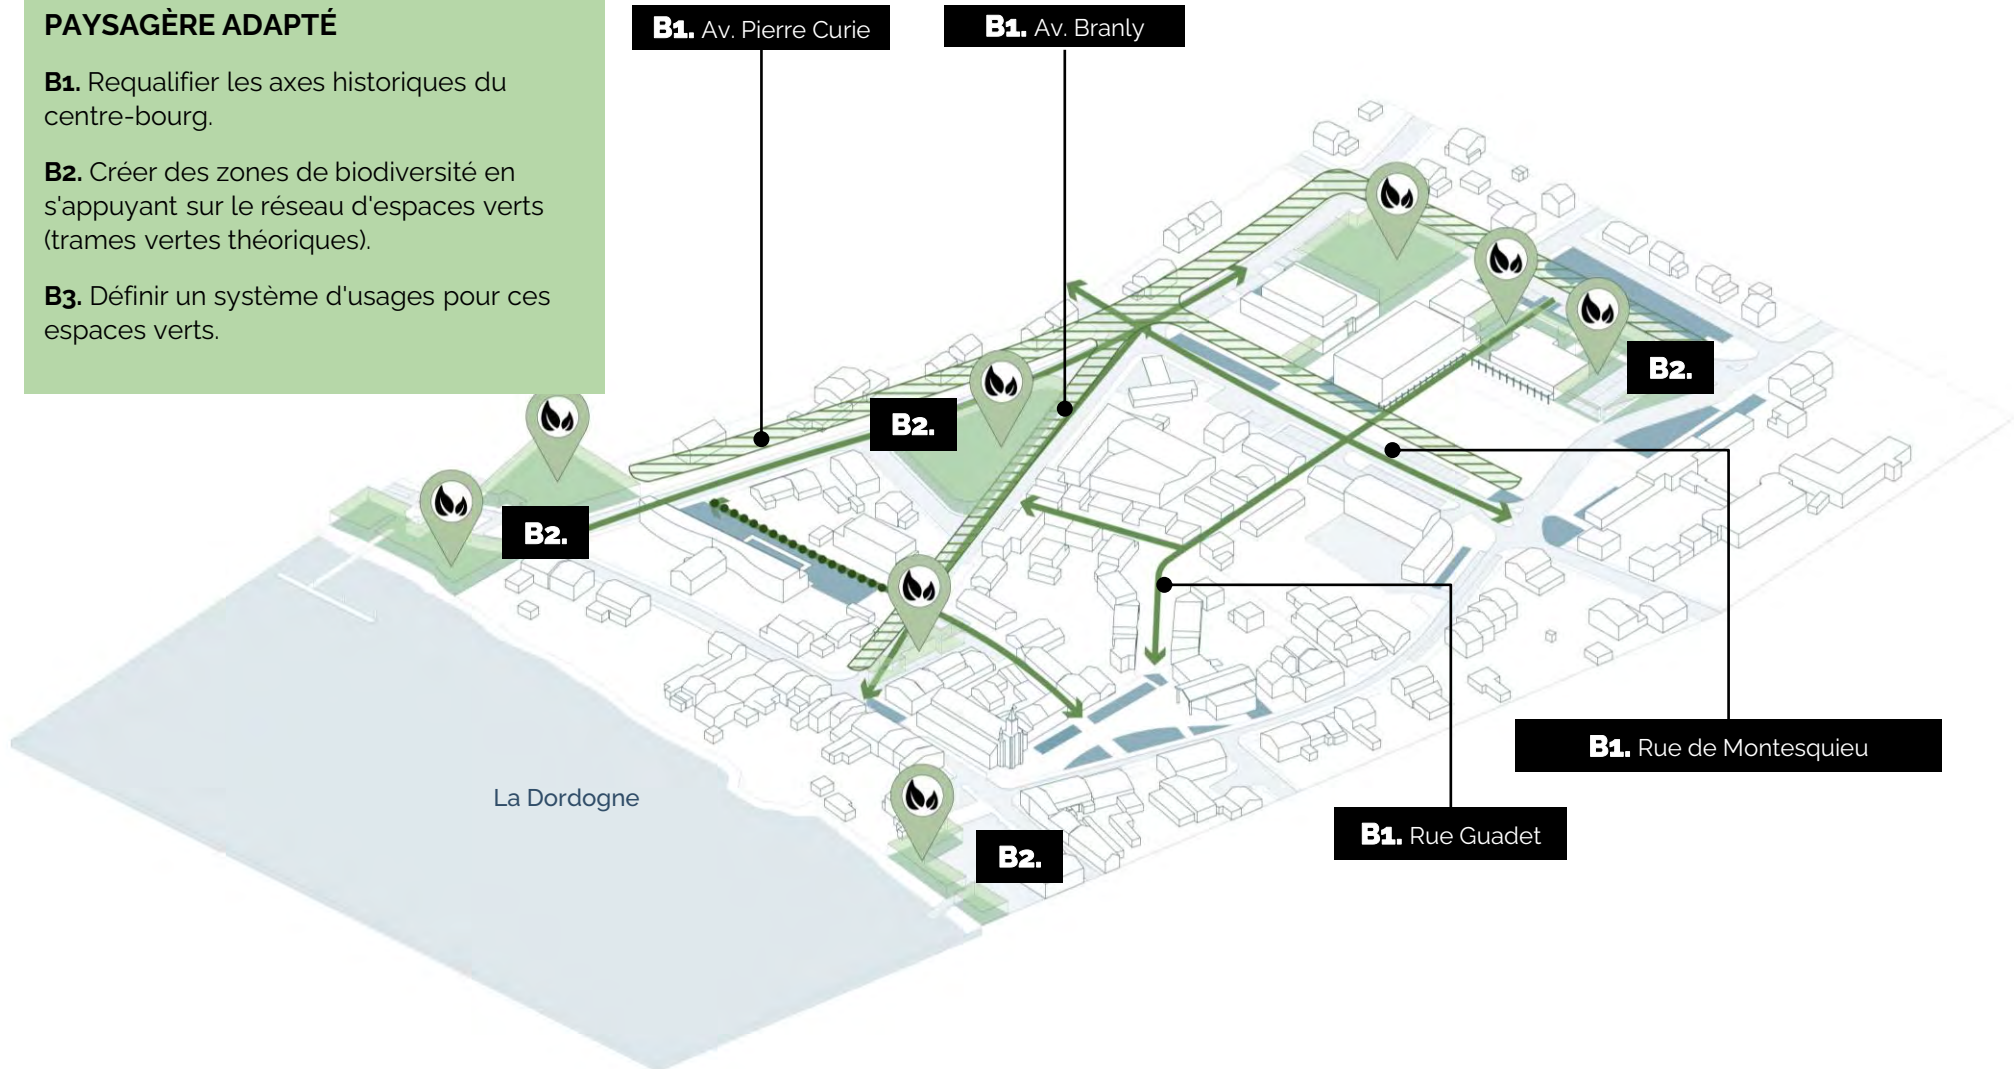 PAYSAGÈRE ADAPTÉ
B1. Requalifier les axes historiques du
centre-bourg.
B2. Créer des zones de biodiversité en
s'appuyant sur le réseau d'espaces verts
(trames vertes théoriques).
B3. Définir un système d'usages pour ces
espaces verts.
B1. Av. Pierre Curie
B1. Av. Branly
B2.
B2.
B2.
B1. Rue de Montesquieu
La Dordogne
B1. Rue Guadet
B2.